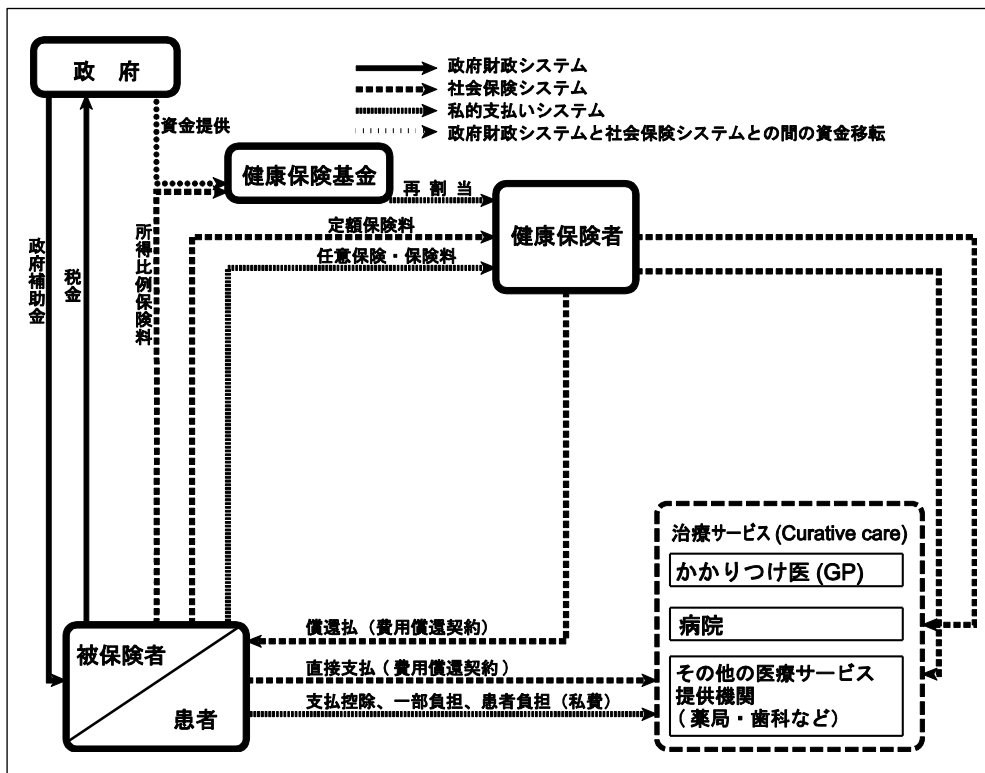 政　府
政府財政システム
社会保険システム
私的支払いシステム
政府財政システムと社会保険システムとの間の資金移転
資金提供
健康保険基金
再 割 当
健康保険者
定額保険料
任意保険・保険料
政府補助金
税金
所得比例保険料
治療サービス (Curative care)
かかりつけ医 (GP)
病院
その他の医療サービス
提供機関
( 薬局・歯科など)
償還払（費用償還契約）
直接支払（ 費用償還契約 ）
支払控除、一部負担、患者負担（私費）
被保険者
患者